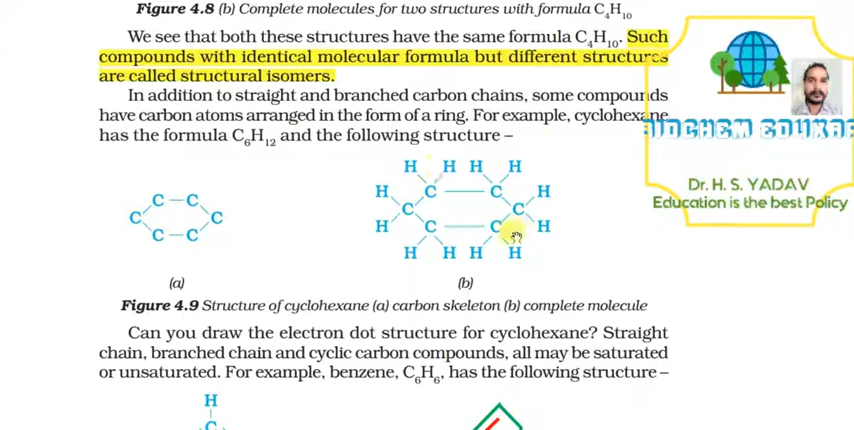 Figure 4.8 (b) Complete molecules for two structures with formula C₄H₁₀
We see that both these structures have the same formula C₄H₁₀. Such
compounds with identical molecular formula but different structures
are called structural isomers.
In addition to straight and branched carbon chains, some compounds
have carbon atoms arranged in the form of a ring. For example, cyclohexane
has the formula C₆H₁₂ and the following structure –
BIOCHEM EDUKAR
Dr. H. S. YADAV
Education is the best Policy
C – C
C C
C – C
H H H H
H C C H
C C
H C C H
H H H H
(a) (b)
Figure 4.9 Structure of cyclohexane (a) carbon skeleton (b) complete molecule
Can you draw the electron dot structure for cyclohexane? Straight
chain, branched chain and cyclic carbon compounds, all may be saturated
or unsaturated. For example, benzene, C₆H₆, has the following structure –
H
C